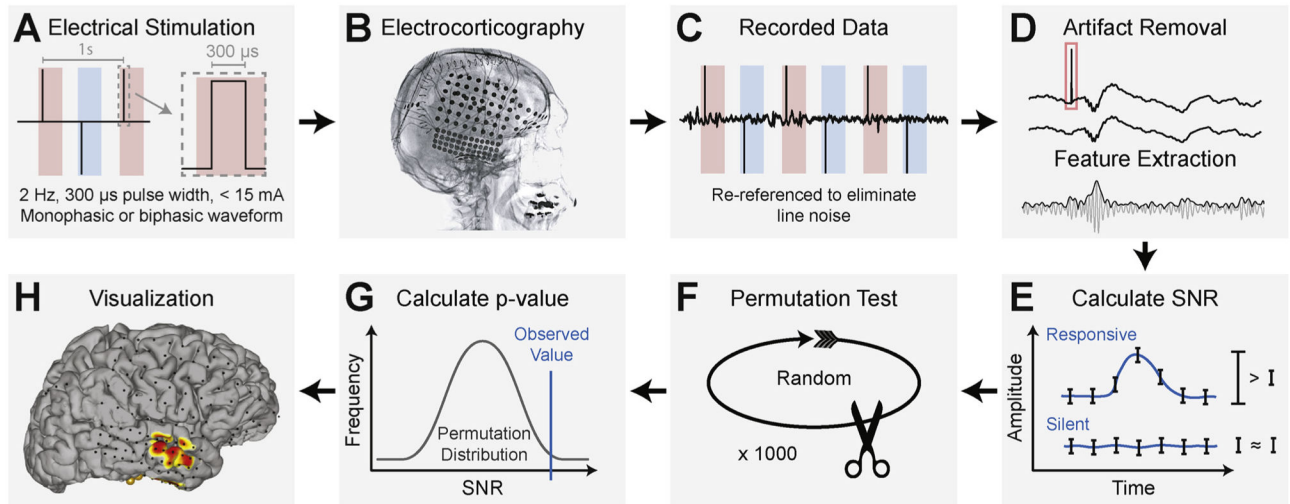 A Electrical Stimulation
1s
300 µs
2 Hz, 300 µs pulse width, < 15 mA
Monophasic or biphasic waveform
B Electrocorticography
C Recorded Data
Re-referenced to eliminate
line noise
D Artifact Removal
Feature Extraction
E Calculate SNR
Responsive
Amplitude
> I
Silent
I ≈ I
Time
F Permutation Test
Random
x 1000
G Calculate p-value
Observed
Value
Frequency
Permutation
Distribution
SNR
H Visualization